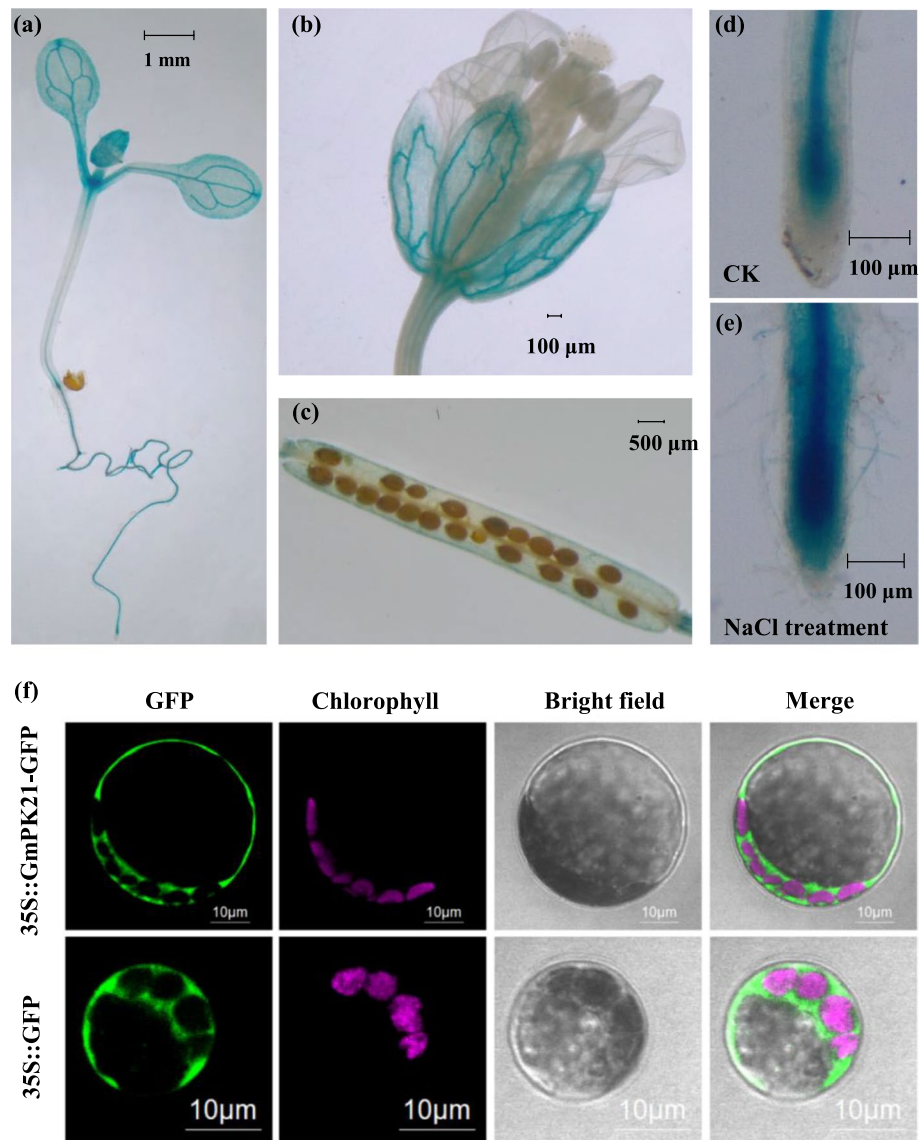 (a)
1 mm
(b)
100 μm
(c)
500 μm
(d)
CK
100 μm
(e)
100 μm
NaCl treatment
(f)
GFP Chlorophyll Bright field Merge
35S::GmPK21-GFP
10μm 10μm 10μm 10μm
35S::GFP
10μm 10μm 10μm 10μm